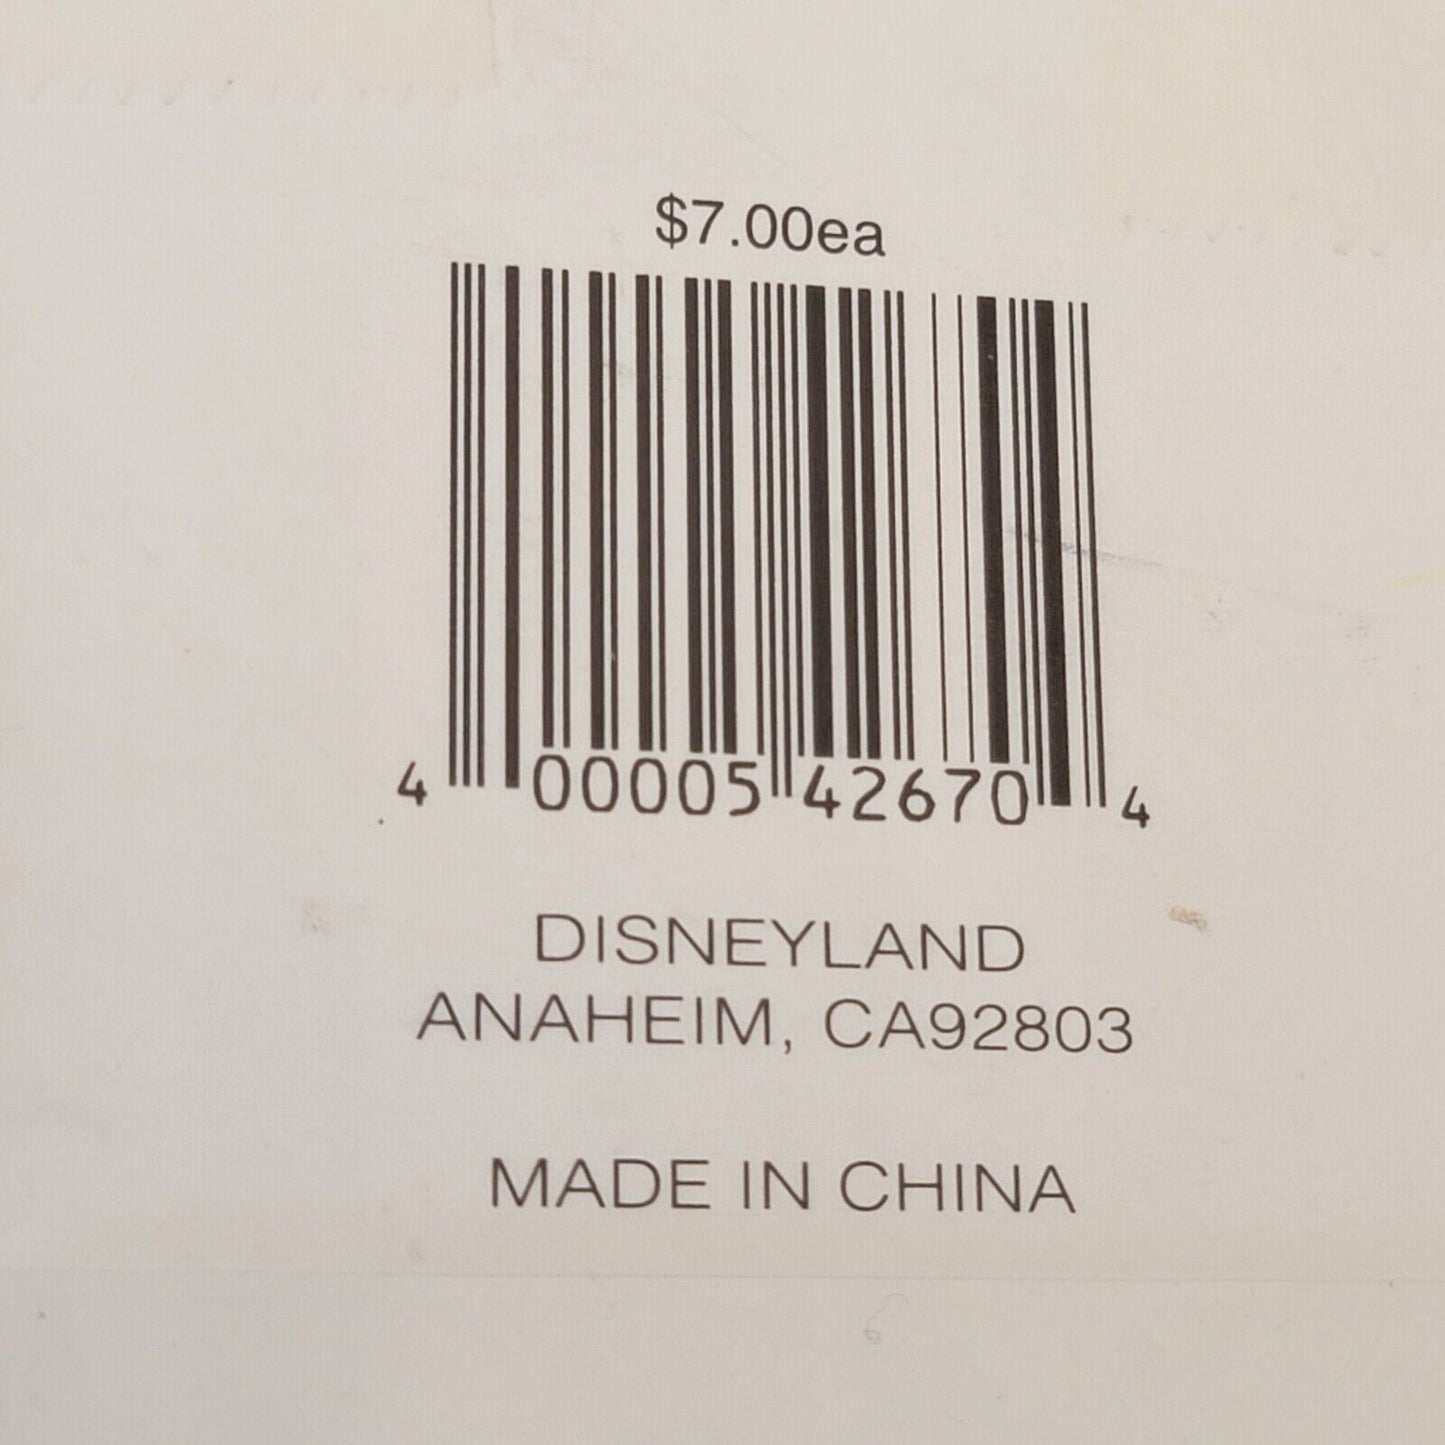 $7.00ea
4 00005 42670 4
DISNEYLAND
ANAHEIM, CA92803
MADE IN CHINA